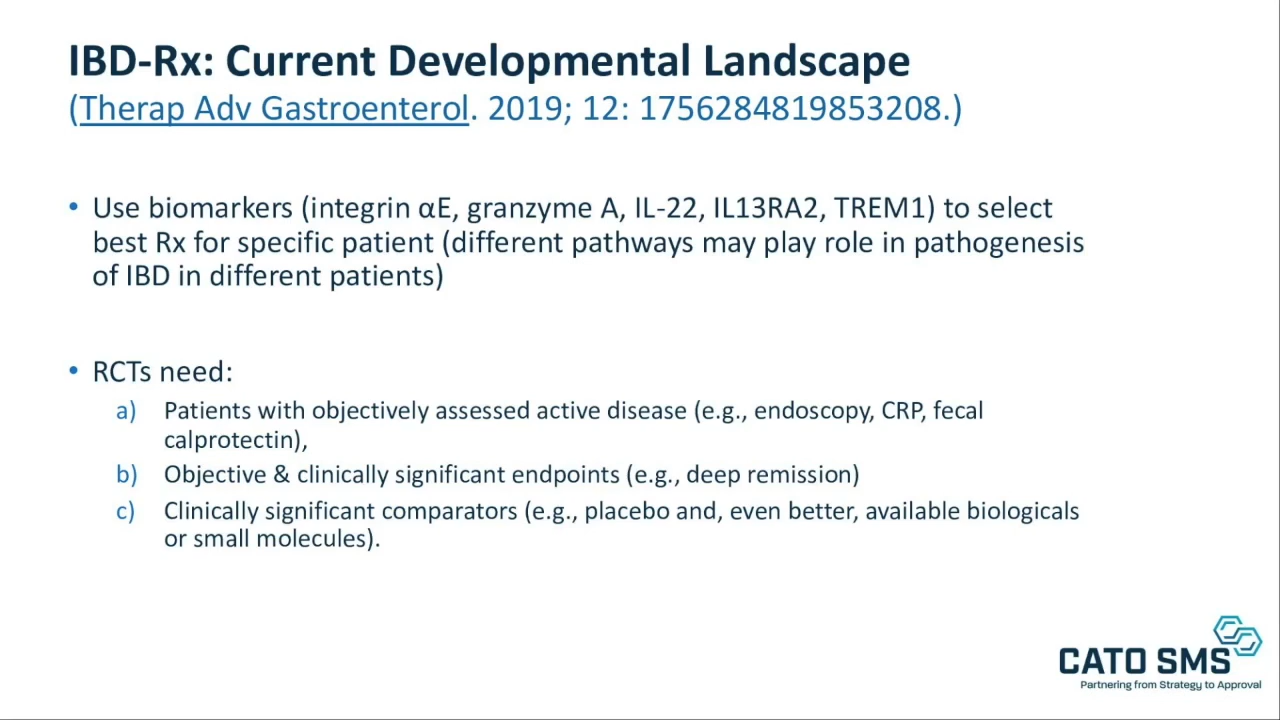 IBD-Rx: Current Developmental Landscape
(Therap Adv Gastroenterol. 2019; 12: 1756284819853208.)
• Use biomarkers (integrin αE, granzyme A, IL-22, IL13RA2, TREM1) to select
best Rx for specific patient (different pathways may play role in pathogenesis
of IBD in different patients)
• RCTs need:
a) Patients with objectively assessed active disease (e.g., endoscopy, CRP, fecal
calprotectin),
b) Objective & clinically significant endpoints (e.g., deep remission)
c) Clinically significant comparators (e.g., placebo and, even better, available biologicals
or small molecules).
CATO SMS
Partnering from Strategy to Approval